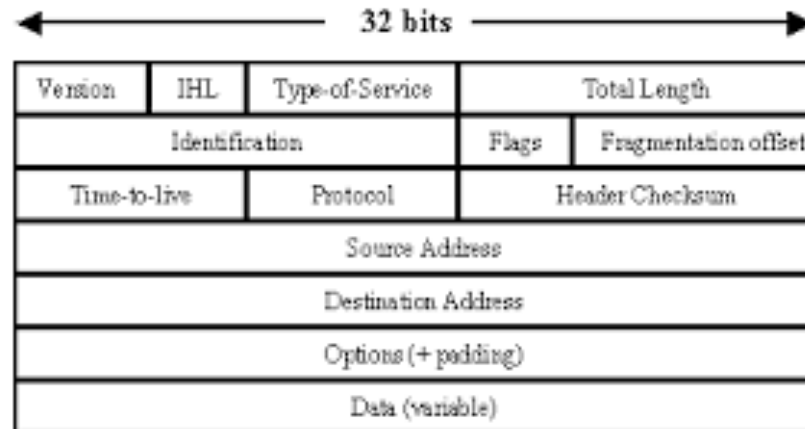 32 bits
Version IHL Type-of-Service Total Length
Identification Flags Fragmentation offset
Time-to-live Protocol Header Checksum
Source Address
Destination Address
Options (+ padding)
Data (variable)